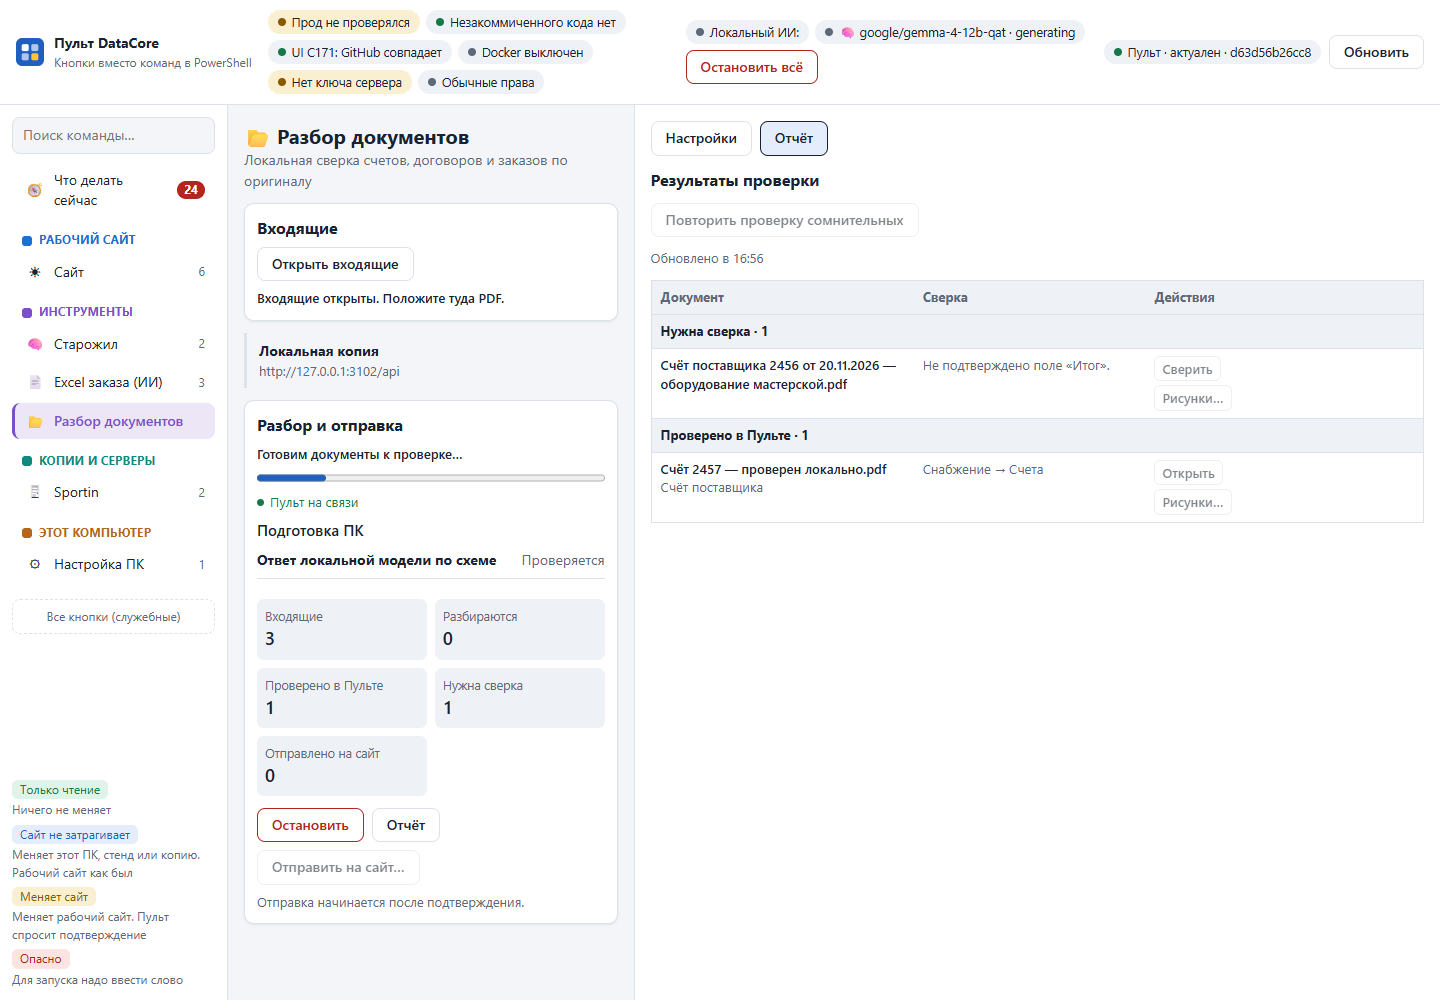 Пульт DataCore
Кнопки вместо команд в PowerShell
Прод не проверялся
Незакоммиченного кода нет
UI C171: GitHub совпадает
Docker выключен
Нет ключа сервера
Обычные права
Локальный ИИ:
google/gemma-4-12b-qat · generating
Остановить всё
Пульт · актуален · d63d56b26cc8
Обновить
Поиск команды...
Что делать
сейчас
24
РАБОЧИЙ САЙТ
Сайт 6
ИНСТРУМЕНТЫ
Старожил 2
Excel заказа (ИИ) 3
Разбор документов
КОПИИ И СЕРВЕРЫ
Sportin 2
ЭТОТ КОМПЬЮТЕР
Настройка ПК 1
Все кнопки (служебные)
Только чтение
Ничего не меняет
Сайт не затрагивает
Меняет этот ПК, стенд или копию.
Рабочий сайт как был
Меняет сайт
Меняет рабочий сайт. Пульт
спросит подтверждение
Опасно
Для запуска надо ввести слово
Разбор документов
Локальная сверка счетов, договоров и заказов по
оригиналу
Входящие
Открыть входящие
Входящие открыты. Положите туда PDF.
Локальная копия
http://127.0.0.1:3102/api
Разбор и отправка
Готовим документы к проверке...
Пульт на связи
Подготовка ПК
Ответ локальной модели по схеме Проверяется
Входящие
3
Разбираются
0
Проверено в Пульте
1
Нужна сверка
1
Отправлено на сайт
0
Остановить
Отчёт
Отправить на сайт...
Отправка начинается после подтверждения.
Настройки
Отчёт
Результаты проверки
Повторить проверку сомнительных
Обновлено в 16:56
Документ Сверка Действия
Нужна сверка · 1
Счёт поставщика 2456 от 20.11.2026 —
оборудование мастерской.pdf
Не подтверждено поле «Итог».
Сверить
Рисунки...
Проверено в Пульте · 1
Счёт 2457 — проверен локально.pdf
Счёт поставщика
Снабжение → Счета
Открыть
Рисунки...